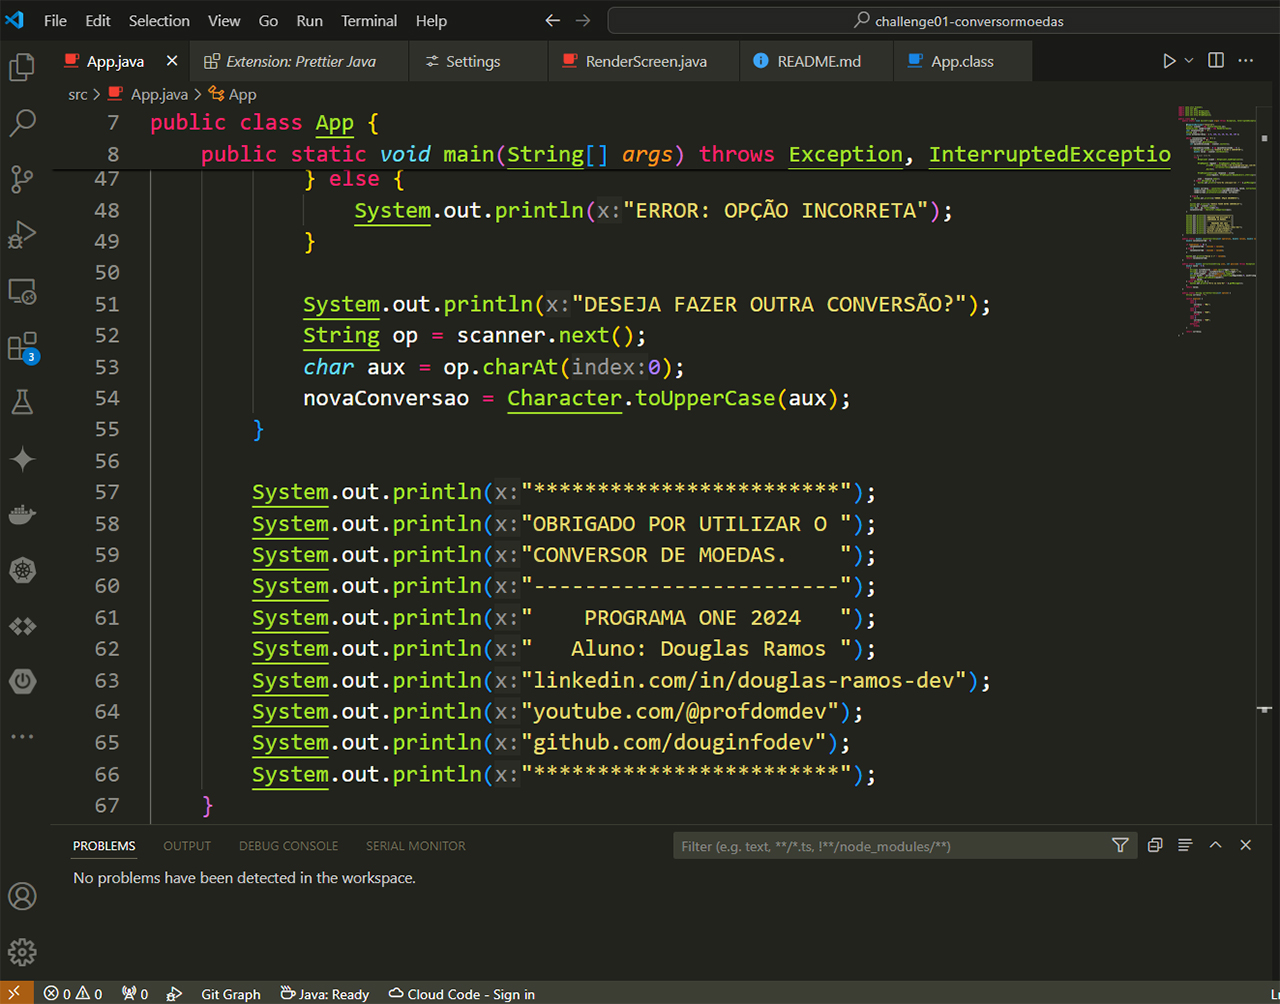 File Edit Selection View Go Run Terminal Help challenge01-conversormoedas
App.java Extension: Prettier Java Settings RenderScreen.java README.md App.class
src App.java App
7 public class App {
8 public static void main(String[] args) throws Exception, InterruptedExceptio
47 } else {
48 System.out.println(x:"ERROR: OPÇÃO INCORRETA");
49 }
50
51 System.out.println(x:"DESEJA FAZER OUTRA CONVERSÃO?");
52 String op = scanner.next();
53 char aux = op.charAt(index:0);
54 novaConversao = Character.toUpperCase(aux);
55 }
56
57 System.out.println(x:"************************");
58 System.out.println(x:"OBRIGADO POR UTILIZAR O ");
59 System.out.println(x:"CONVERSOR DE MOEDAS.    ");
60 System.out.println(x:"------------------------");
61 System.out.println(x:"    PROGRAMA ONE 2024   ");
62 System.out.println(x:"   Aluno: Douglas Ramos ");
63 System.out.println(x:"linkedin.com/in/douglas-ramos-dev");
64 System.out.println(x:"youtube.com/@profdomdev");
65 System.out.println(x:"github.com/douginfodev");
66 System.out.println(x:"************************");
67 }
3
PROBLEMS OUTPUT DEBUG CONSOLE SERIAL MONITOR Filter (e.g. text, **/*.ts, !**/node_modules/**)
No problems have been detected in the workspace.
0 0 0 Git Graph Java: Ready Cloud Code - Sign in